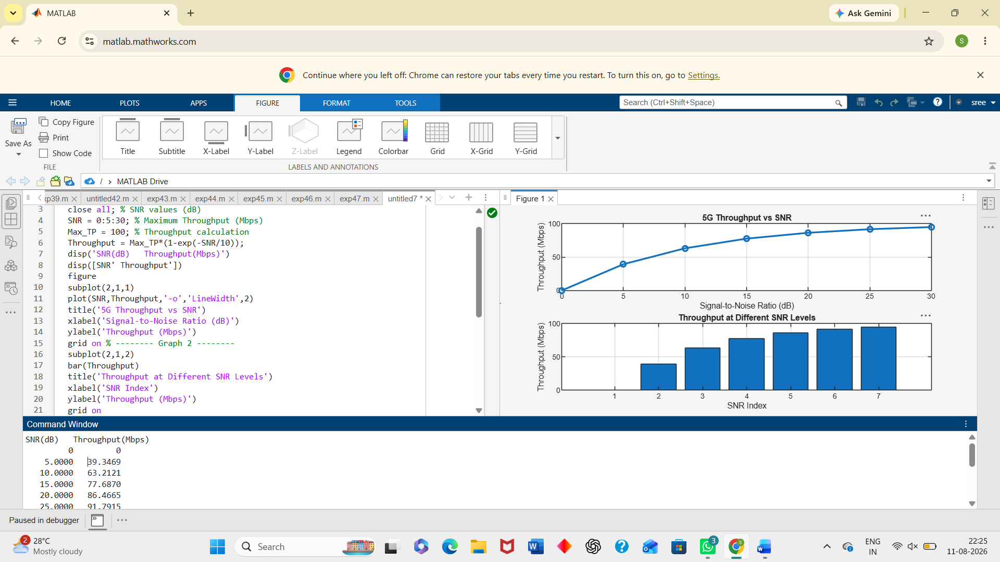 MATLAB
Ask Gemini
matlab.mathworks.com
S
Continue where you left off: Chrome can restore your tabs every time you restart. To turn this on, go to Settings.
HOME
PLOTS
APPS
FIGURE
FORMAT
TOOLS
Search (Ctrl+Shift+Space)
sree
Save As
Copy Figure
Print
Show Code
FILE
Title
Subtitle
X-Label
Y-Label
Z-Label
Legend
Colorbar
Grid
X-Grid
Y-Grid
LABELS AND ANNOTATIONS
/ › MATLAB Drive
xp39.m
untitled42.m
exp43.m
exp44.m
exp45.m
exp46.m
exp47.m
untitled7 *
3 close all; % SNR values (dB)
4 SNR = 0:5:30; % Maximum Throughput (Mbps)
5 Max_TP = 100; % Throughput calculation
6 Throughput = Max_TP*(1-exp(-SNR/10));
7 disp('SNR(dB)   Throughput(Mbps)')
8 disp([SNR' Throughput'])
9 figure
10 subplot(2,1,1)
11 plot(SNR,Throughput,'-o','LineWidth',2)
12 title('5G Throughput vs SNR')
13 xlabel('Signal-to-Noise Ratio (dB)')
14 ylabel('Throughput (Mbps)')
15 grid on % -------- Graph 2 --------
16 subplot(2,1,2)
17 bar(Throughput)
18 title('Throughput at Different SNR Levels')
19 xlabel('SNR Index')
20 ylabel('Throughput (Mbps)')
21 grid on
Figure 1
5G Throughput vs SNR
Throughput (Mbps)
100
50
0
0 5 10 15 20 25 30
Signal-to-Noise Ratio (dB)
Throughput at Different SNR Levels
Throughput (Mbps)
100
50
0
1 2 3 4 5 6 7
SNR Index
Command Window
SNR(dB)   Throughput(Mbps)
0 0
5.0000 39.3469
10.0000 63.2121
15.0000 77.6870
20.0000 86.4665
25.0000 91.7915
Paused in debugger
2
28°C
Mostly cloudy
Search
3
ENG
IN
22:25
11-08-2026